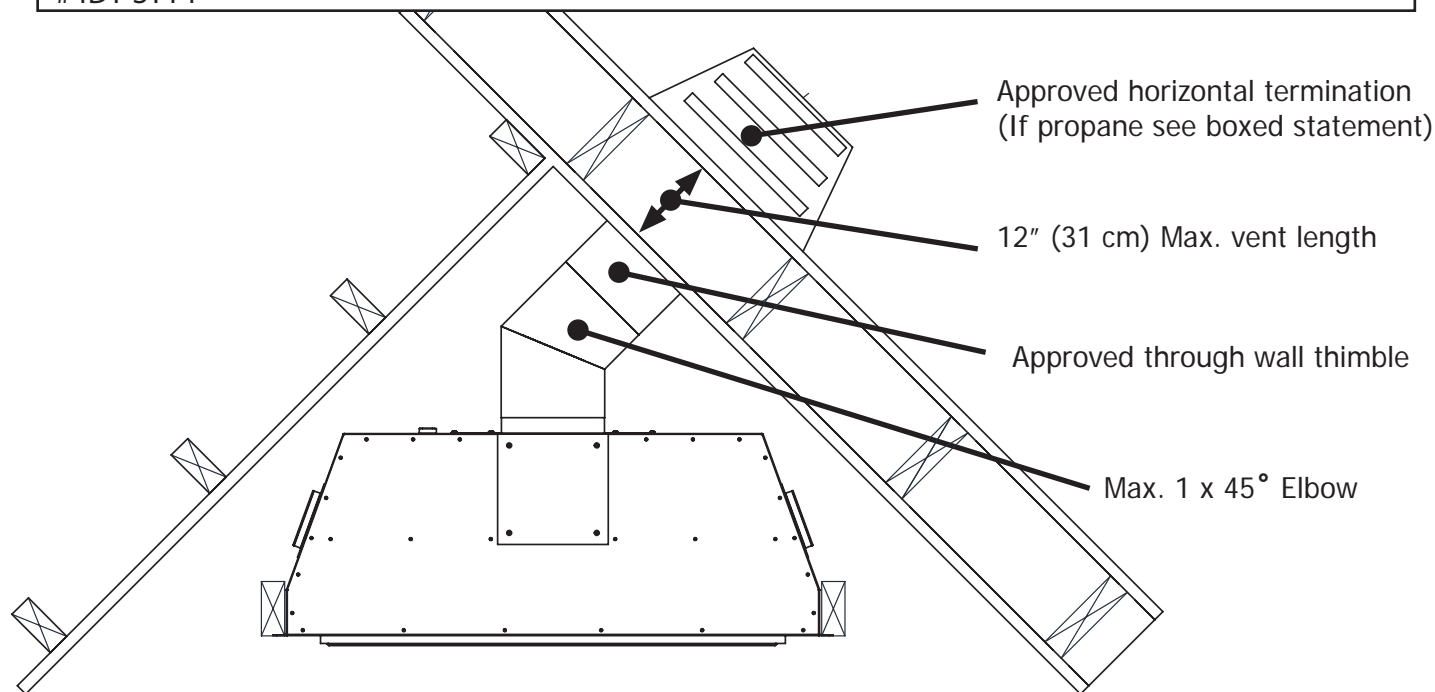 Approved horizontal termination
(If propane see boxed statement)
12" (31 cm) Max. vent length
Approved through wall thimble
Max. 1 x 45° Elbow